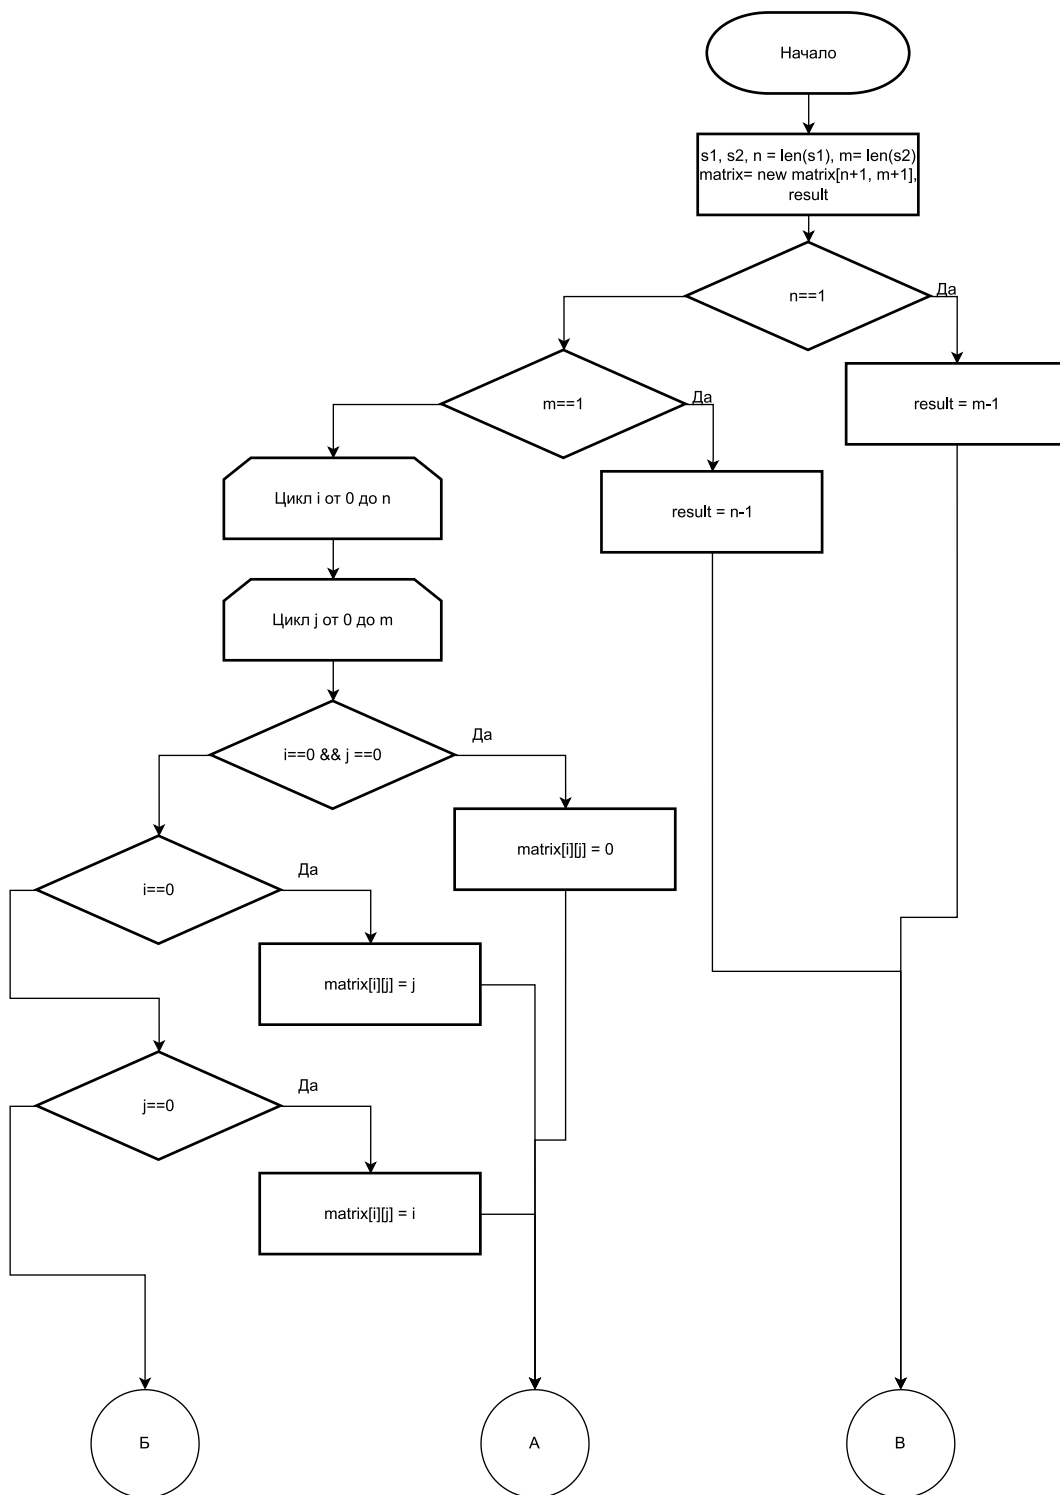 Начало
s1, s2, n = len(s1), m= len(s2)
matrix= new matrix[n+1, m+1],
result
n==1
Да
m==1
Да
result = m-1
Цикл i от 0 до n
result = n-1
Цикл j от 0 до m
i==0 && j ==0
Да
matrix[i][j] = 0
i==0
Да
matrix[i][j] = j
j==0
Да
matrix[i][j] = i
Б
А
В